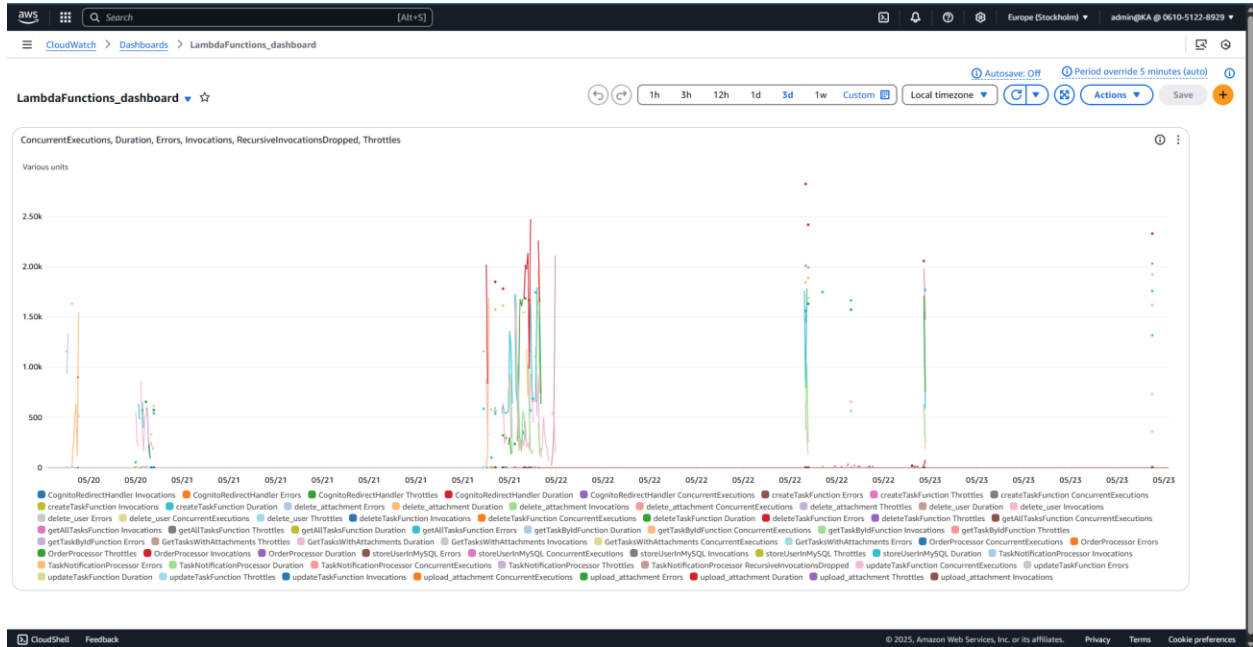 aws Search [Alt+S] Europe (Stockholm) admin@KA @ 0610-5122-8929
CloudWatch > Dashboards > LambdaFunctions_dashboard
Autosave: Off Period override 5 minutes (auto)
LambdaFunctions_dashboard 1h 3h 12h 1d 3d 1w Custom Local timezone Actions Save
ConcurrentExecutions, Duration, Errors, Invocations, RecursiveInvocationsDropped, Throttles
Various units
2.50k
2.00k
1.50k
1.00k
500
0
05/20 05/20 05/21 05/21 05/21 05/21 05/21 05/21 05/21 05/21 05/22 05/22 05/22 05/22 05/22 05/22 05/22 05/22 05/23 05/23 05/23 05/23 05/23 05/23
CognitoRedirectHandler Invocations CognitoRedirectHandler Errors CognitoRedirectHandler Throttles CognitoRedirectHandler Duration CognitoRedirectHandler ConcurrentExecutions createTaskFunction Errors createTaskFunction Throttles createTaskFunction ConcurrentExecutions
createTaskFunction Invocations createTaskFunction Duration delete_attachment Errors delete_attachment Duration delete_attachment Invocations delete_attachment ConcurrentExecutions delete_attachment Throttles delete_user Duration delete_user Invocations
delete_user Errors delete_user ConcurrentExecutions delete_user Throttles deleteTaskFunction Invocations deleteTaskFunction ConcurrentExecutions deleteTaskFunction Duration deleteTaskFunction Errors deleteTaskFunction Throttles getAllTasksFunction ConcurrentExecutions
getAllTasksFunction Invocations getAllTasksFunction Throttles getAllTasksFunction Duration getAllTasksFunction Errors getTaskByIdFunction Duration getTaskByIdFunction ConcurrentExecutions getTaskByIdFunction Invocations getTaskByIdFunction Throttles
getTaskByIdFunction Errors GetTasksWithAttachments Throttles GetTasksWithAttachments Duration GetTasksWithAttachments Invocations GetTasksWithAttachments ConcurrentExecutions GetTasksWithAttachments Errors OrderProcessor ConcurrentExecutions OrderProcessor Errors
OrderProcessor Throttles OrderProcessor Invocations OrderProcessor Duration storeUserInMySQL Errors storeUserInMySQL ConcurrentExecutions storeUserInMySQL Invocations storeUserInMySQL Throttles storeUserInMySQL Duration TaskNotificationProcessor Invocations
TaskNotificationProcessor Errors TaskNotificationProcessor Duration TaskNotificationProcessor ConcurrentExecutions TaskNotificationProcessor Throttles TaskNotificationProcessor RecursiveInvocationsDropped updateTaskFunction ConcurrentExecutions updateTaskFunction Errors
updateTaskFunction Duration updateTaskFunction Throttles updateTaskFunction Invocations upload_attachment ConcurrentExecutions upload_attachment Errors upload_attachment Duration upload_attachment Throttles upload_attachment Invocations
CloudShell Feedback © 2025, Amazon Web Services, Inc. or its affiliates. Privacy Terms Cookie preferences